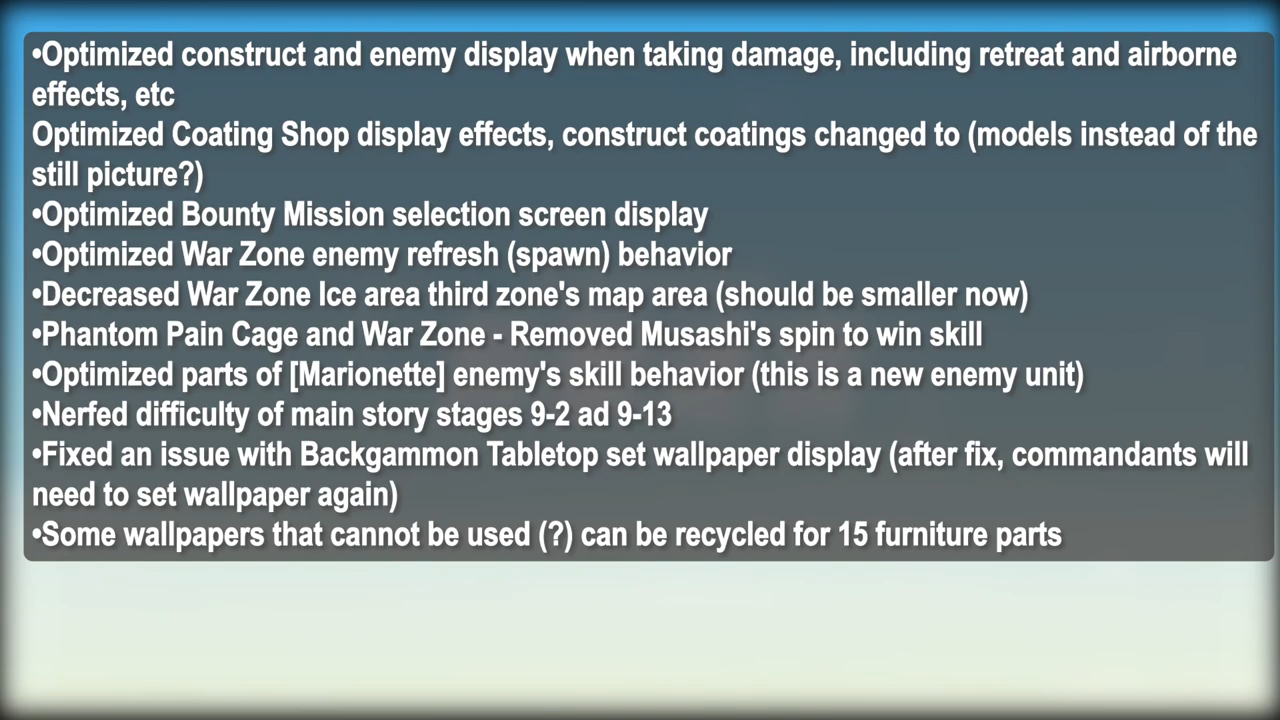 •Optimized construct and enemy display when taking damage, including retreat and airborne
effects, etc
Optimized Coating Shop display effects, construct coatings changed to (models instead of the
still picture?)
•Optimized Bounty Mission selection screen display
•Optimized War Zone enemy refresh (spawn) behavior
•Decreased War Zone Ice area third zone's map area (should be smaller now)
•Phantom Pain Cage and War Zone - Removed Musashi's spin to win skill
•Optimized parts of [Marionette] enemy's skill behavior (this is a new enemy unit)
•Nerfed difficulty of main story stages 9-2 ad 9-13
•Fixed an issue with Backgammon Tabletop set wallpaper display (after fix, commandants will
need to set wallpaper again)
•Some wallpapers that cannot be used (?) can be recycled for 15 furniture parts